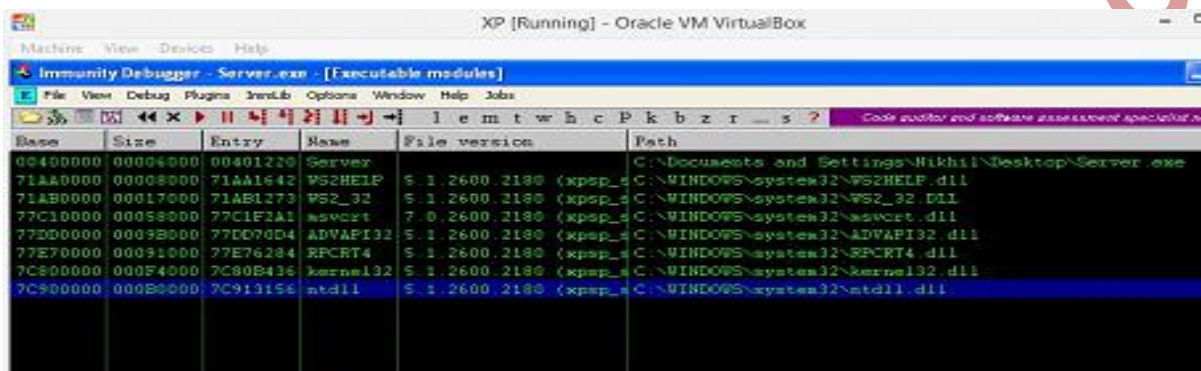 XP [Running] - Oracle VM VirtualBox
Machine View Devices Help
Immunity Debugger - Server.exe - [Executable modules]
File View Debug Plugins ImmLib Options Window Help Jobs
l e m t w h c P k b z r ... s ? Code auditor and software assessment specialist
Base Size Entry Name File version Path
00400000 00006000 00401220 Server C:\Documents and Settings\Nikhil\Desktop\Server.exe
71AA0000 00008000 71AA1642 WS2HELP 5.1.2600.2180 (xpsp_s C:\WINDOWS\system32\WS2HELP.dll
71AB0000 00017000 71AB1273 WS2_32 5.1.2600.2180 (xpsp_s C:\WINDOWS\system32\WS2_32.DLL
77C10000 00058000 77C1F2A1 msvcrt 7.0.2600.2180 (xpsp_s C:\WINDOWS\system32\msvcrt.dll
77DD0000 0009B000 77DD70D4 ADVAPI32 5.1.2600.2180 (xpsp_s C:\WINDOWS\system32\ADVAPI32.dll
77E70000 00091000 77E76284 RPCRT4 5.1.2600.2180 (xpsp_s C:\WINDOWS\system32\RPCRT4.dll
7C800000 000F4000 7C80B436 kernel32 5.1.2600.2180 (xpsp_s C:\WINDOWS\system32\kernel32.dll
7C900000 000B0000 7C913156 ntdll 5.1.2600.2180 (xpsp_s C:\WINDOWS\system32\ntdll.dll